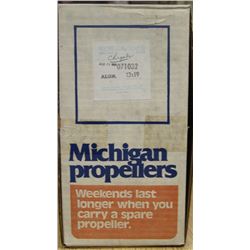 071032
ALUM. 13x19
Michigan
propellers
Weekends last
longer when you
carry a spare
propeller.